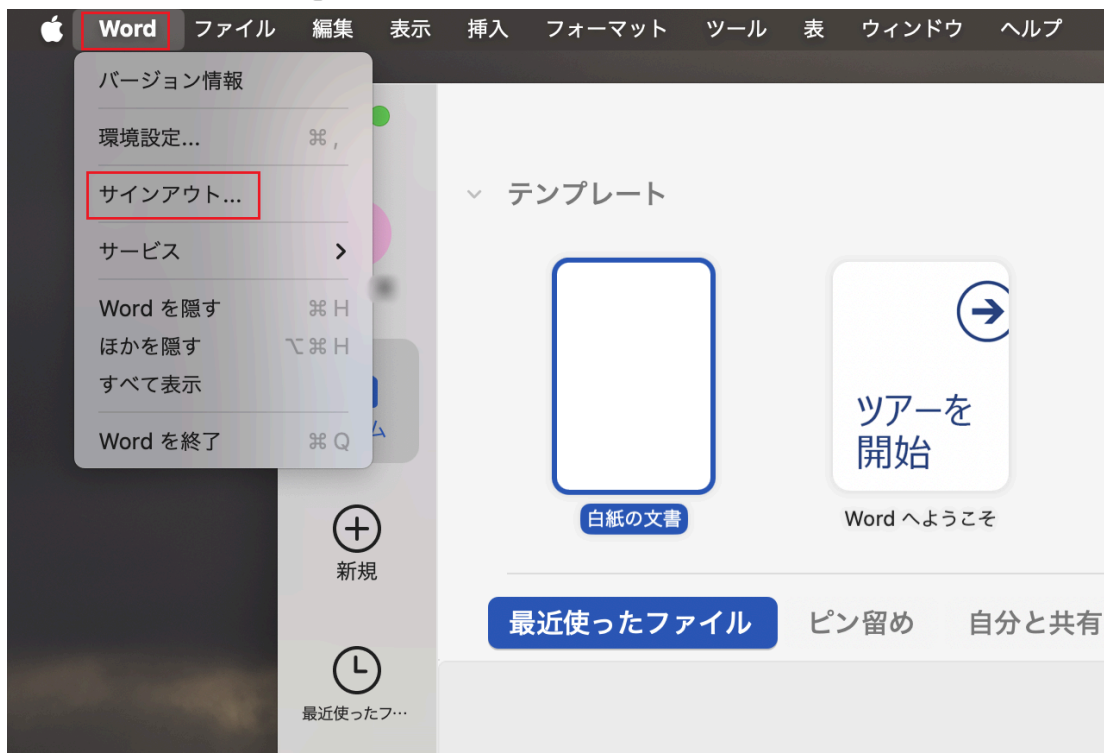 Word ファイル 編集 表示 挿入 フォーマット ツール 表 ウィンドウ ヘルプ
バージョン情報
環境設定... ⌘ ,
サインアウト...
サービス
Word を隠す ⌘ H
ほかを隠す ⌥ ⌘ H
すべて表示
Word を終了 ⌘ Q
ム
新規
最近使ったフ…
テンプレート
ツアーを
開始
白紙の文書
Word へようこそ
最近使ったファイル ピン留め 自分と共有